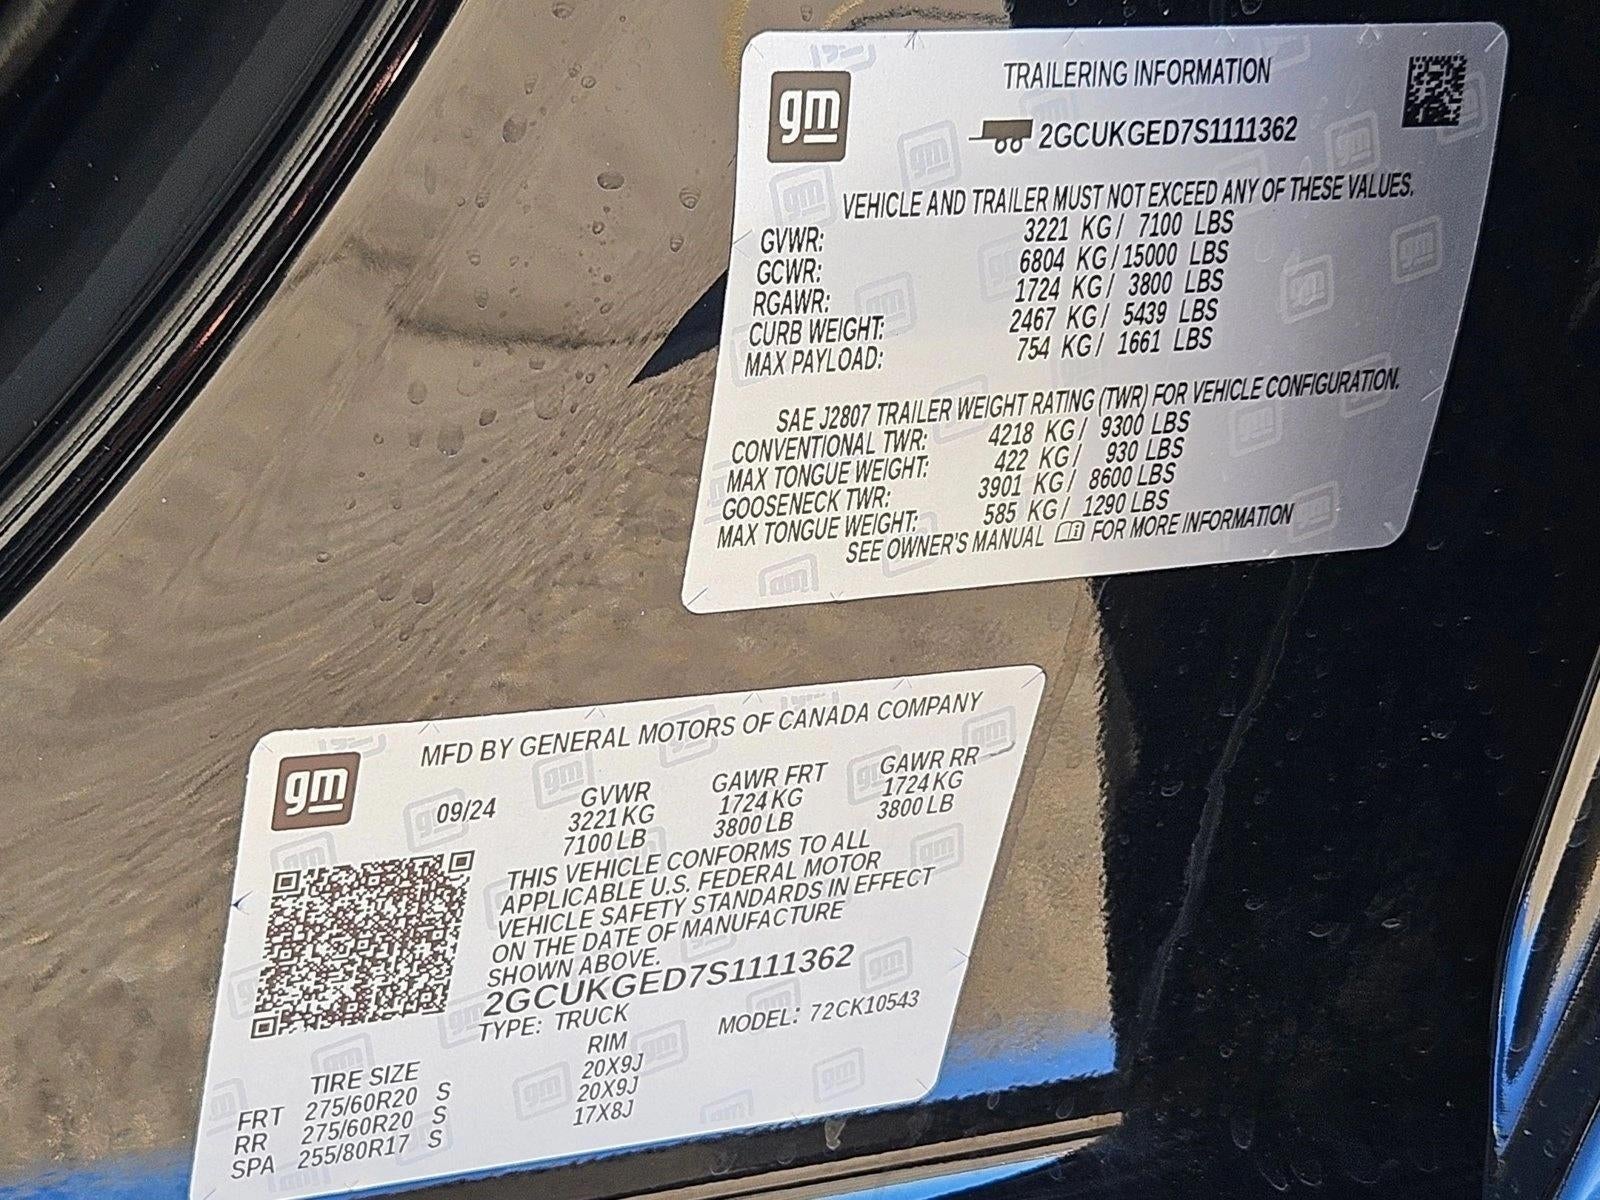 gm
TRAILERING INFORMATION
2GCUKGED7S1111362
VEHICLE AND TRAILER MUST NOT EXCEED ANY OF THESE VALUES.
GVWR: 3221 KG / 7100 LBS
GCWR: 6804 KG / 15000 LBS
RGAWR: 1724 KG / 3800 LBS
CURB WEIGHT: 2467 KG / 5439 LBS
MAX PAYLOAD: 754 KG / 1661 LBS
SAE J2807 TRAILER WEIGHT RATING (TWR) FOR VEHICLE CONFIGURATION.
CONVENTIONAL TWR: 4218 KG / 9300 LBS
MAX TONGUE WEIGHT: 422 KG / 930 LBS
GOOSENECK TWR: 3901 KG / 8600 LBS
MAX TONGUE WEIGHT: 585 KG / 1290 LBS
SEE OWNER'S MANUAL FOR MORE INFORMATION
gm
MFD BY GENERAL MOTORS OF CANADA COMPANY
09/24 GVWR GAWR FRT GAWR RR
3221 KG 1724 KG 1724 KG
7100 LB 3800 LB 3800 LB
THIS VEHICLE CONFORMS TO ALL
APPLICABLE U.S. FEDERAL MOTOR
VEHICLE SAFETY STANDARDS IN EFFECT
ON THE DATE OF MANUFACTURE
SHOWN ABOVE.
2GCUKGED7S1111362
TYPE: TRUCK MODEL: 72CK10543
TIRE SIZE RIM
FRT 275/60R20 S 20X9J
RR 275/60R20 S 20X9J
SPA 255/80R17 S 17X8J